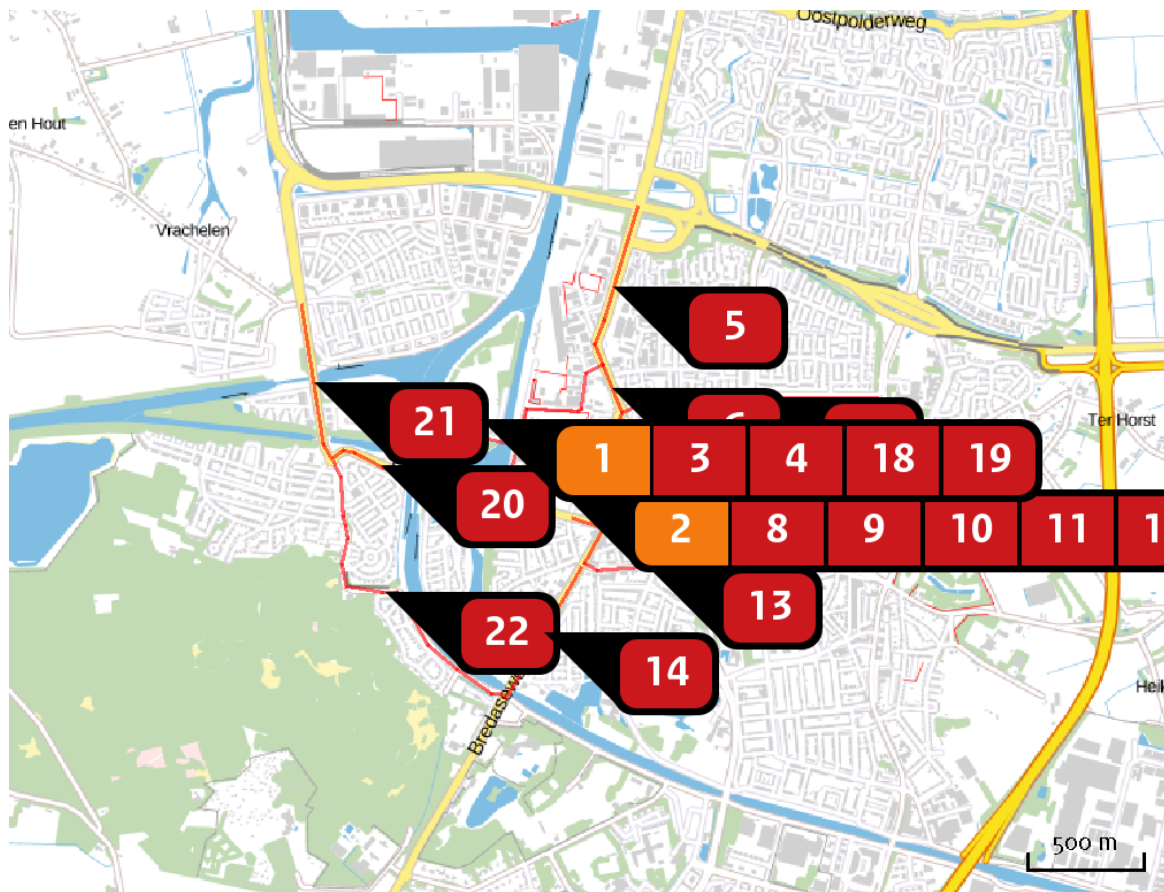 Oostpolderweg
en Hout
Vrachelen
5
21
Ter Horst
1 3 4 18 19
20
2 8 9 10 11
13
22
14
Bredasew
Heik
500 m